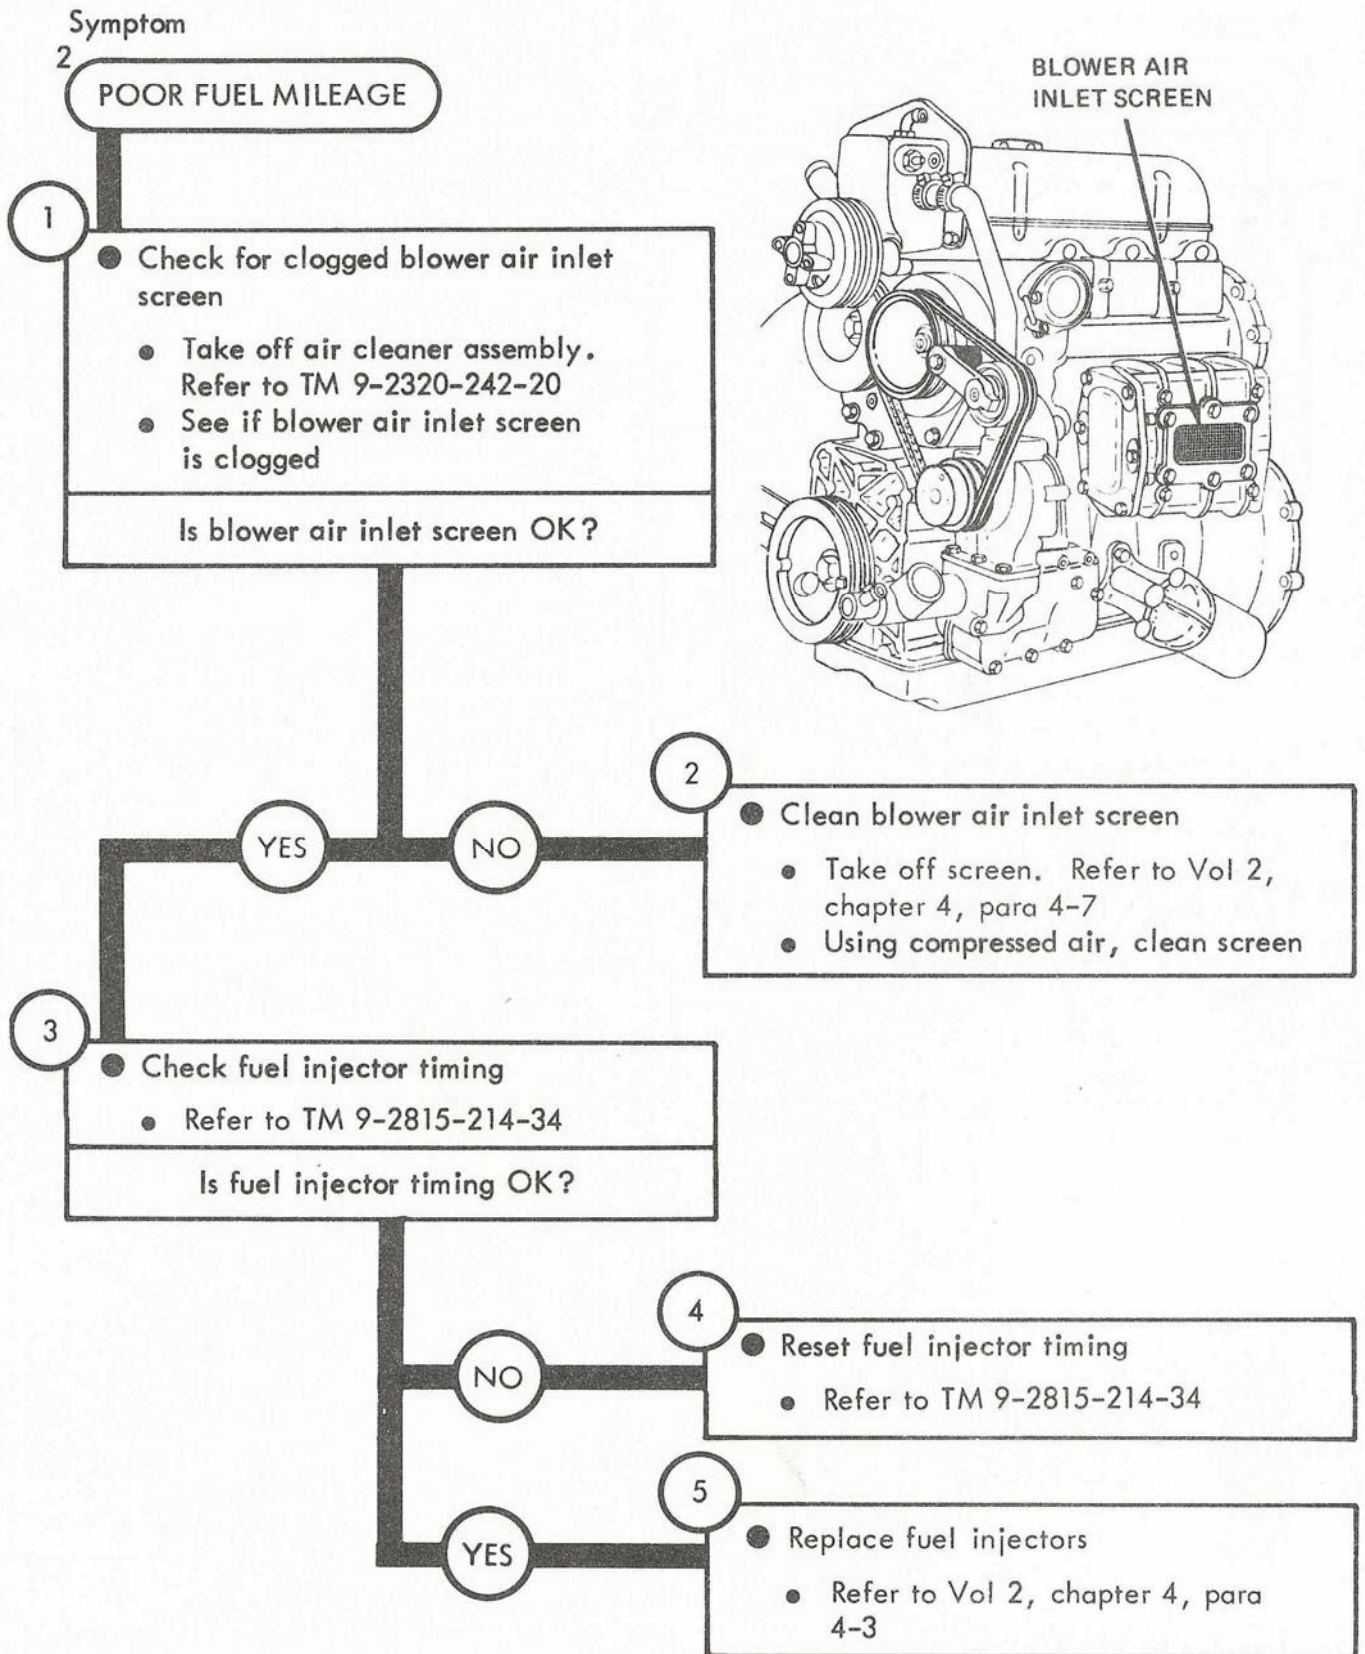 Symptom
2
POOR FUEL MILEAGE
BLOWER AIR
INLET SCREEN
1
● Check for clogged blower air inlet
screen
● Take off air cleaner assembly.
Refer to TM 9-2320-242-20
● See if blower air inlet screen
is clogged
Is blower air inlet screen OK?
YES
NO
2
● Clean blower air inlet screen
● Take off screen. Refer to Vol 2,
chapter 4, para 4-7
● Using compressed air, clean screen
3
● Check fuel injector timing
● Refer to TM 9-2815-214-34
Is fuel injector timing OK?
NO
4
● Reset fuel injector timing
● Refer to TM 9-2815-214-34
YES
5
● Replace fuel injectors
● Refer to Vol 2, chapter 4, para
4-3